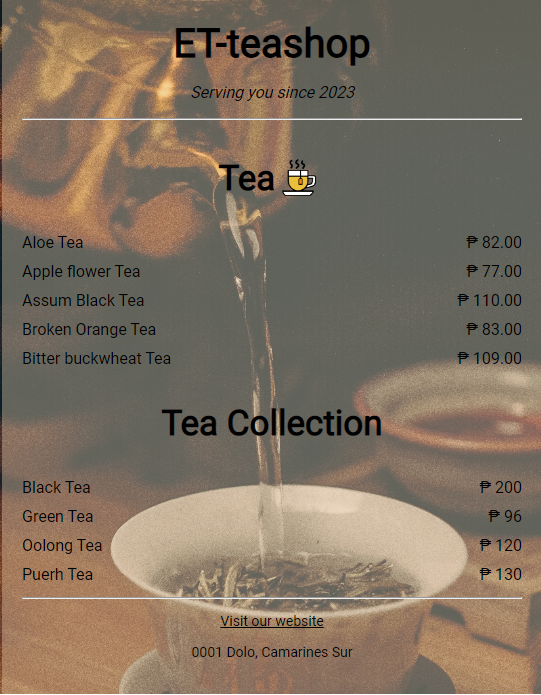 ET-teashop
Serving you since 2023
Tea
Aloe Tea ₱ 82.00
Apple flower Tea ₱ 77.00
Assum Black Tea ₱ 110.00
Broken Orange Tea ₱ 83.00
Bitter buckwheat Tea ₱ 109.00
Tea Collection
Black Tea ₱ 200
Green Tea ₱ 96
Oolong Tea ₱ 120
Puerh Tea ₱ 130
Visit our website
0001 Dolo, Camarines Sur